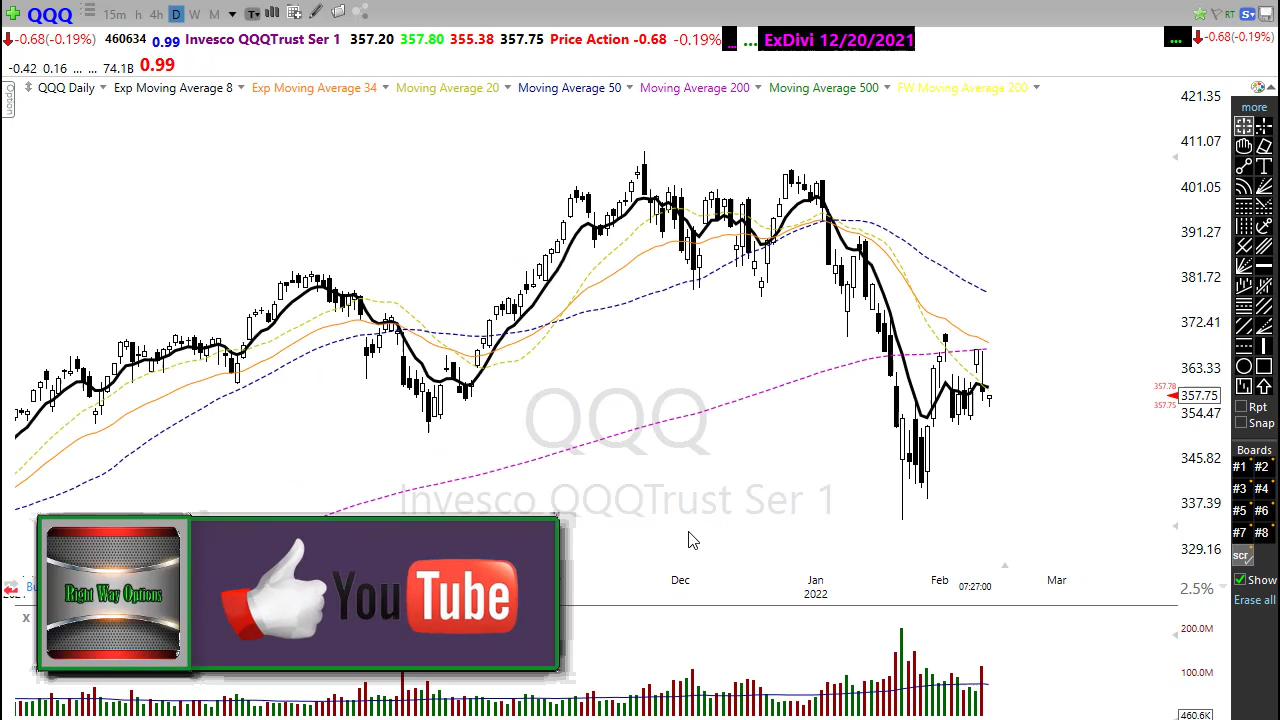 QQQ 15m h 4h D W M T RT S
-0.68(-0.19%) 460634 0.99 Invesco QQQTrust Ser 1 357.20 357.80 355.38 357.75 Price Action -0.68 -0.19% ... ... ExDivi 12/20/2021 ... -0.68(-0.19%)
-0.42 0.16 ... ... 74.1B 0.99
Option
QQQ Daily Exp Moving Average 8 Exp Moving Average 34 Moving Average 20 Moving Average 50 Moving Average 200 Moving Average 500 FW Moving Average 200
421.35
411.07
401.05
391.27
381.72
372.41
363.33
357.78
357.75
357.75
354.47
345.82
337.39
329.16
QQQ
Invesco QQQTrust Ser 1
Dec Jan Feb Mar
2022 07:27:00
2.5%
more
T
Rpt
Snap
Boards
#1 #2
#3 #4
#5 #6
#7 #8
scr
Show
Erase all
Right Way Options
YouTube
X
200.0M
100.0M
460.6K